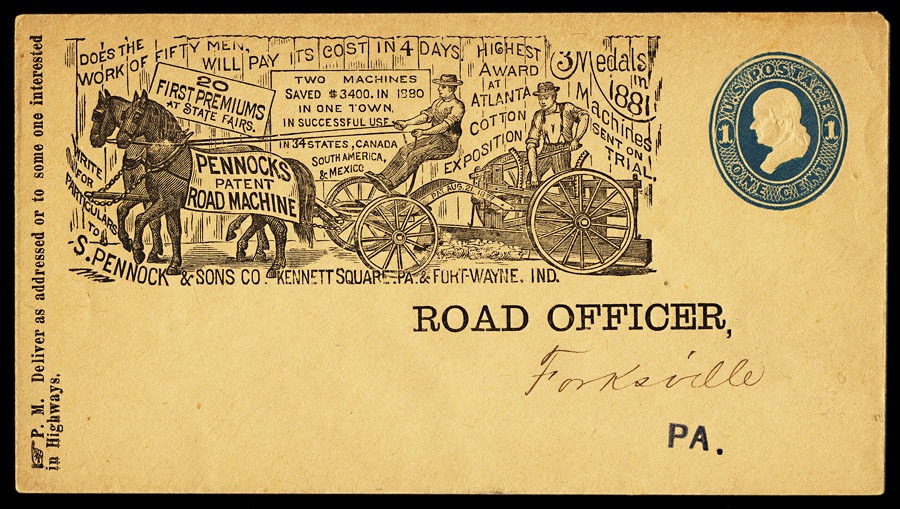 ☞ P. M. Deliver as addressed or to some one interested
in Highways.
DOES THE
WORK OF FIFTY MEN,
WILL PAY ITS COST IN 4 DAYS
20
FIRST PREMIUMS
AT
STATE FAIRS.
TWO MACHINES
SAVED $3400. IN 1880
IN ONE TOWN,
IN SUCCESSFUL USE
IN 34 STATES, CANADA
SOUTH AMERICA,
& MEXICO
HIGHEST
AWARD
AT
ATLANTA
COTTON
EXPOSITION
3 Medals
in
1881
Machines
SENT ON
TRIAL.
PENNOCKS
PATENT
ROAD MACHINE
WRITE
FOR
PARTICULARS
TO
S. PENNOCK & SONS CO. KENNETT SQUARE PA. & FORT WAYNE, IND.
U.S. POSTAGE
1 1
ONE CENT
ROAD OFFICER,
Forksville
PA.